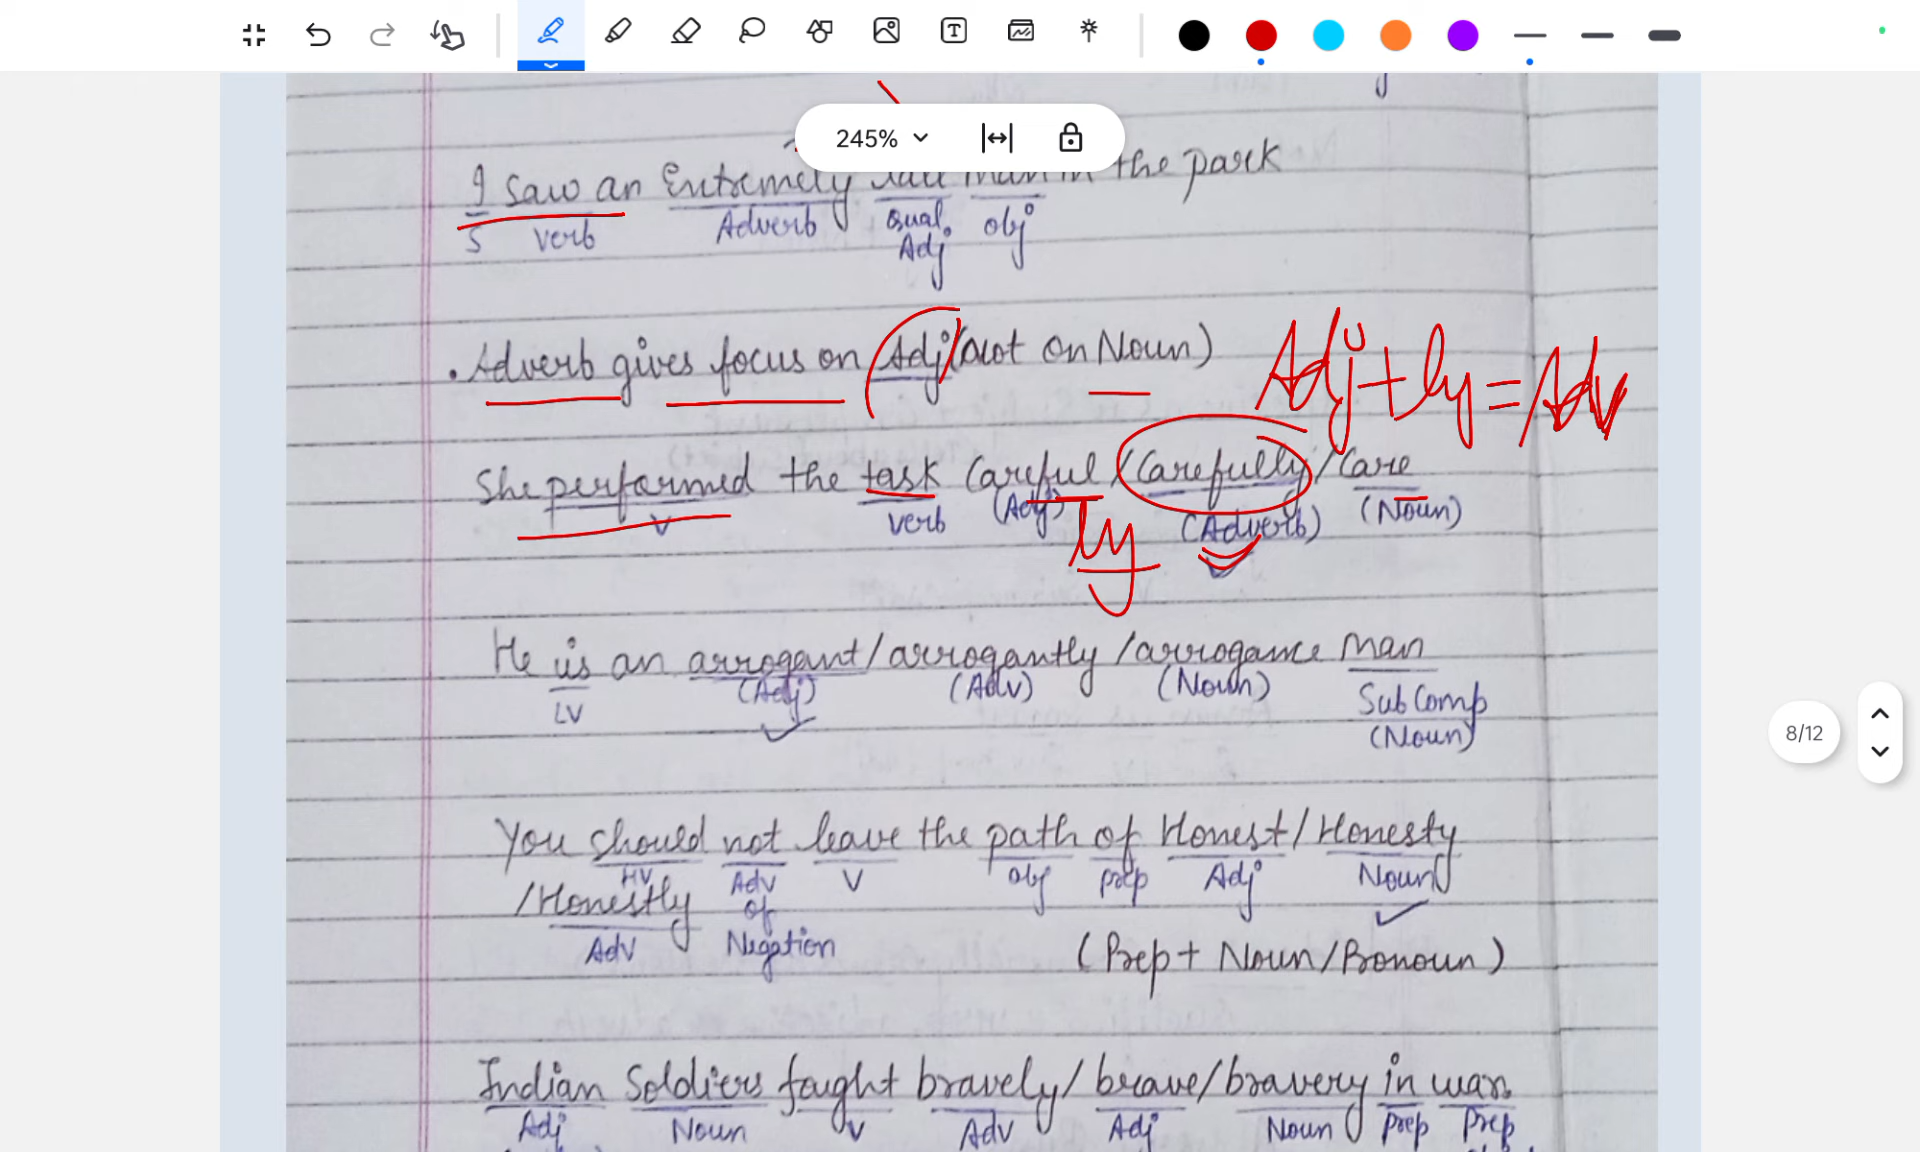 245%
I saw an Extremely tall man in the park
S verb Adverb Qual. Adj obj
. Adverb gives focus on Adj (not on Noun) Adj + ly = Adv
She performed the task Careful / Carefully / Care
V verb (Adj) ly (Adverb) (Noun)
He is an arrogant / arrogantly / arrogance man
LV (Adj) (Adv) (Noun) Sub Comp (Noun)
8/12
You should not leave the path of Honest / Honesty
HV Adv of Negation V obj prep Adj Noun
/ Honestly
Adv
(Prep + Noun / Pronoun)
Indian Soldiers fought bravely / brave / bravery in war.
Adj Noun V Adv Adj Noun Prep Prep